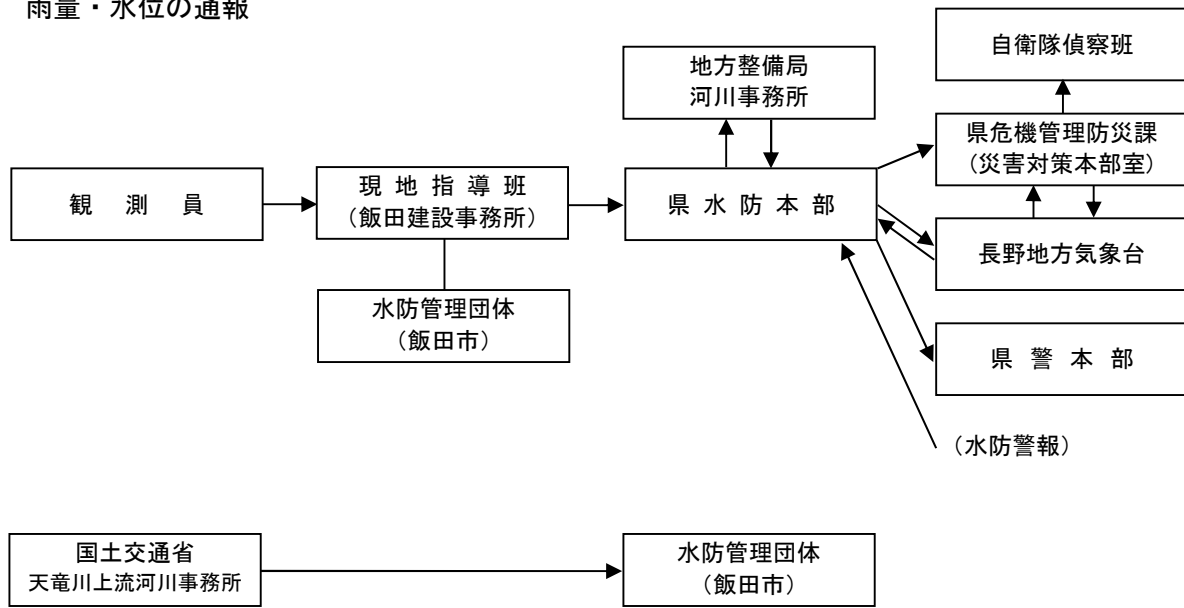 雨量・水位の通報
自衛隊偵察班
地方整備局
河川事務所
県危機管理防災課
（災害対策本部室）
観測員
現地指導班
（飯田建設事務所）
県水防本部
長野地方気象台
水防管理団体
（飯田市）
県警本部
（水防警報）
国土交通省
天竜川上流河川事務所
水防管理団体
（飯田市）